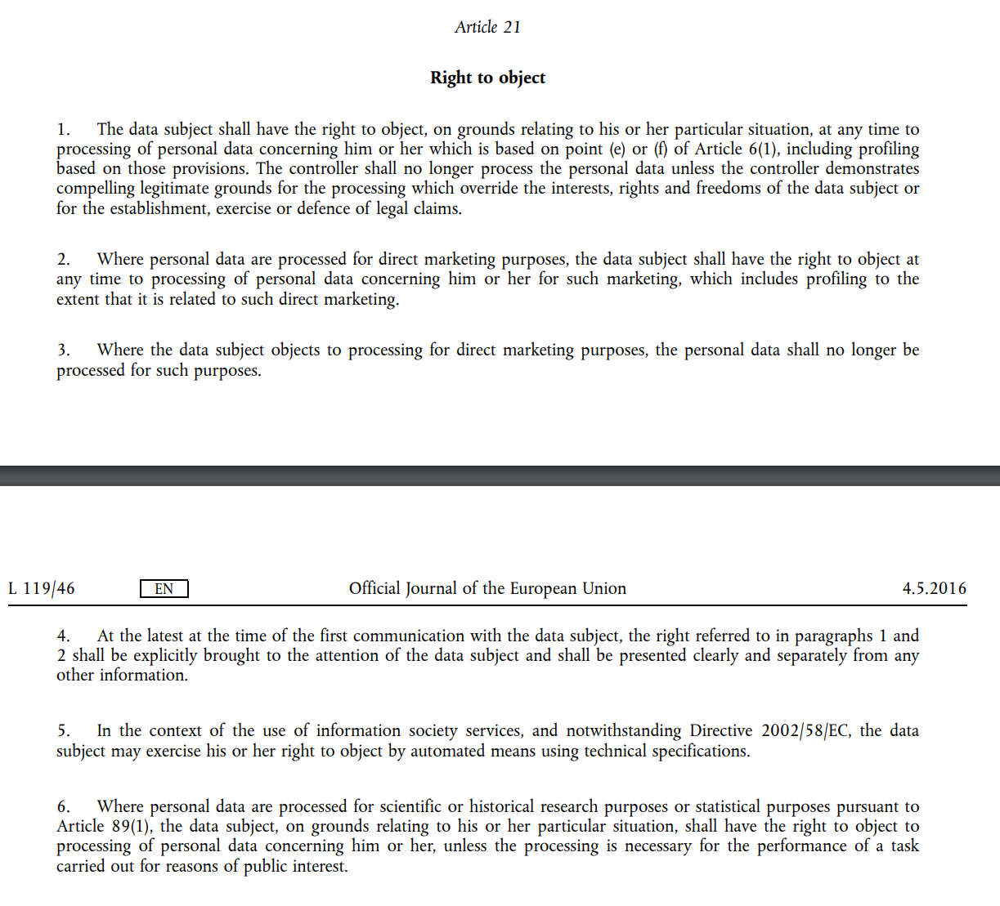 Article 21
Right to object
1. The data subject shall have the right to object, on grounds relating to his or her particular situation, at any time to
processing of personal data concerning him or her which is based on point (e) or (f) of Article 6(1), including profiling
based on those provisions. The controller shall no longer process the personal data unless the controller demonstrates
compelling legitimate grounds for the processing which override the interests, rights and freedoms of the data subject or
for the establishment, exercise or defence of legal claims.
2. Where personal data are processed for direct marketing purposes, the data subject shall have the right to object at
any time to processing of personal data concerning him or her for such marketing, which includes profiling to the
extent that it is related to such direct marketing.
3. Where the data subject objects to processing for direct marketing purposes, the personal data shall no longer be
processed for such purposes.
L 119/46 EN Official Journal of the European Union 4.5.2016
4. At the latest at the time of the first communication with the data subject, the right referred to in paragraphs 1 and
2 shall be explicitly brought to the attention of the data subject and shall be presented clearly and separately from any
other information.
5. In the context of the use of information society services, and notwithstanding Directive 2002/58/EC, the data
subject may exercise his or her right to object by automated means using technical specifications.
6. Where personal data are processed for scientific or historical research purposes or statistical purposes pursuant to
Article 89(1), the data subject, on grounds relating to his or her particular situation, shall have the right to object to
processing of personal data concerning him or her, unless the processing is necessary for the performance of a task
carried out for reasons of public interest.